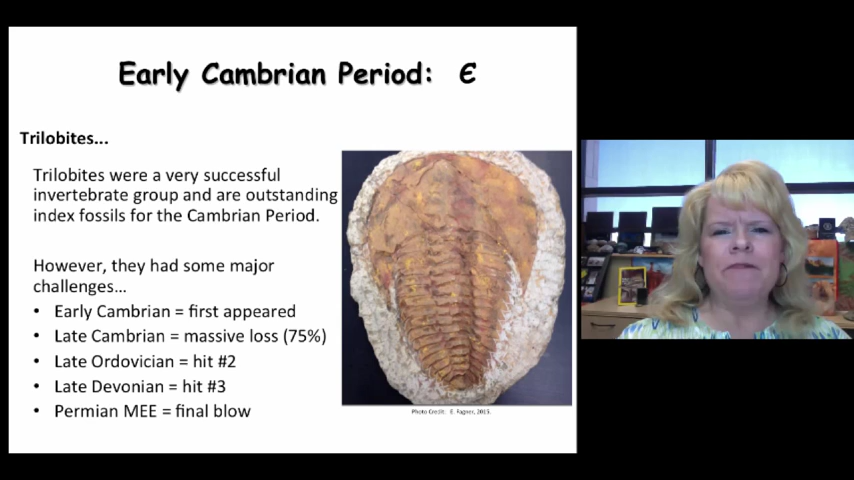 Early Cambrian Period: Є
Trilobites...
Trilobites were a very successful
invertebrate group and are outstanding
index fossils for the Cambrian Period.
However, they had some major
challenges...
• Early Cambrian = first appeared
• Late Cambrian = massive loss (75%)
• Late Ordovician = hit #2
• Late Devonian = hit #3
• Permian MEE = final blow
Photo Credit: E. Fagner, 2015.